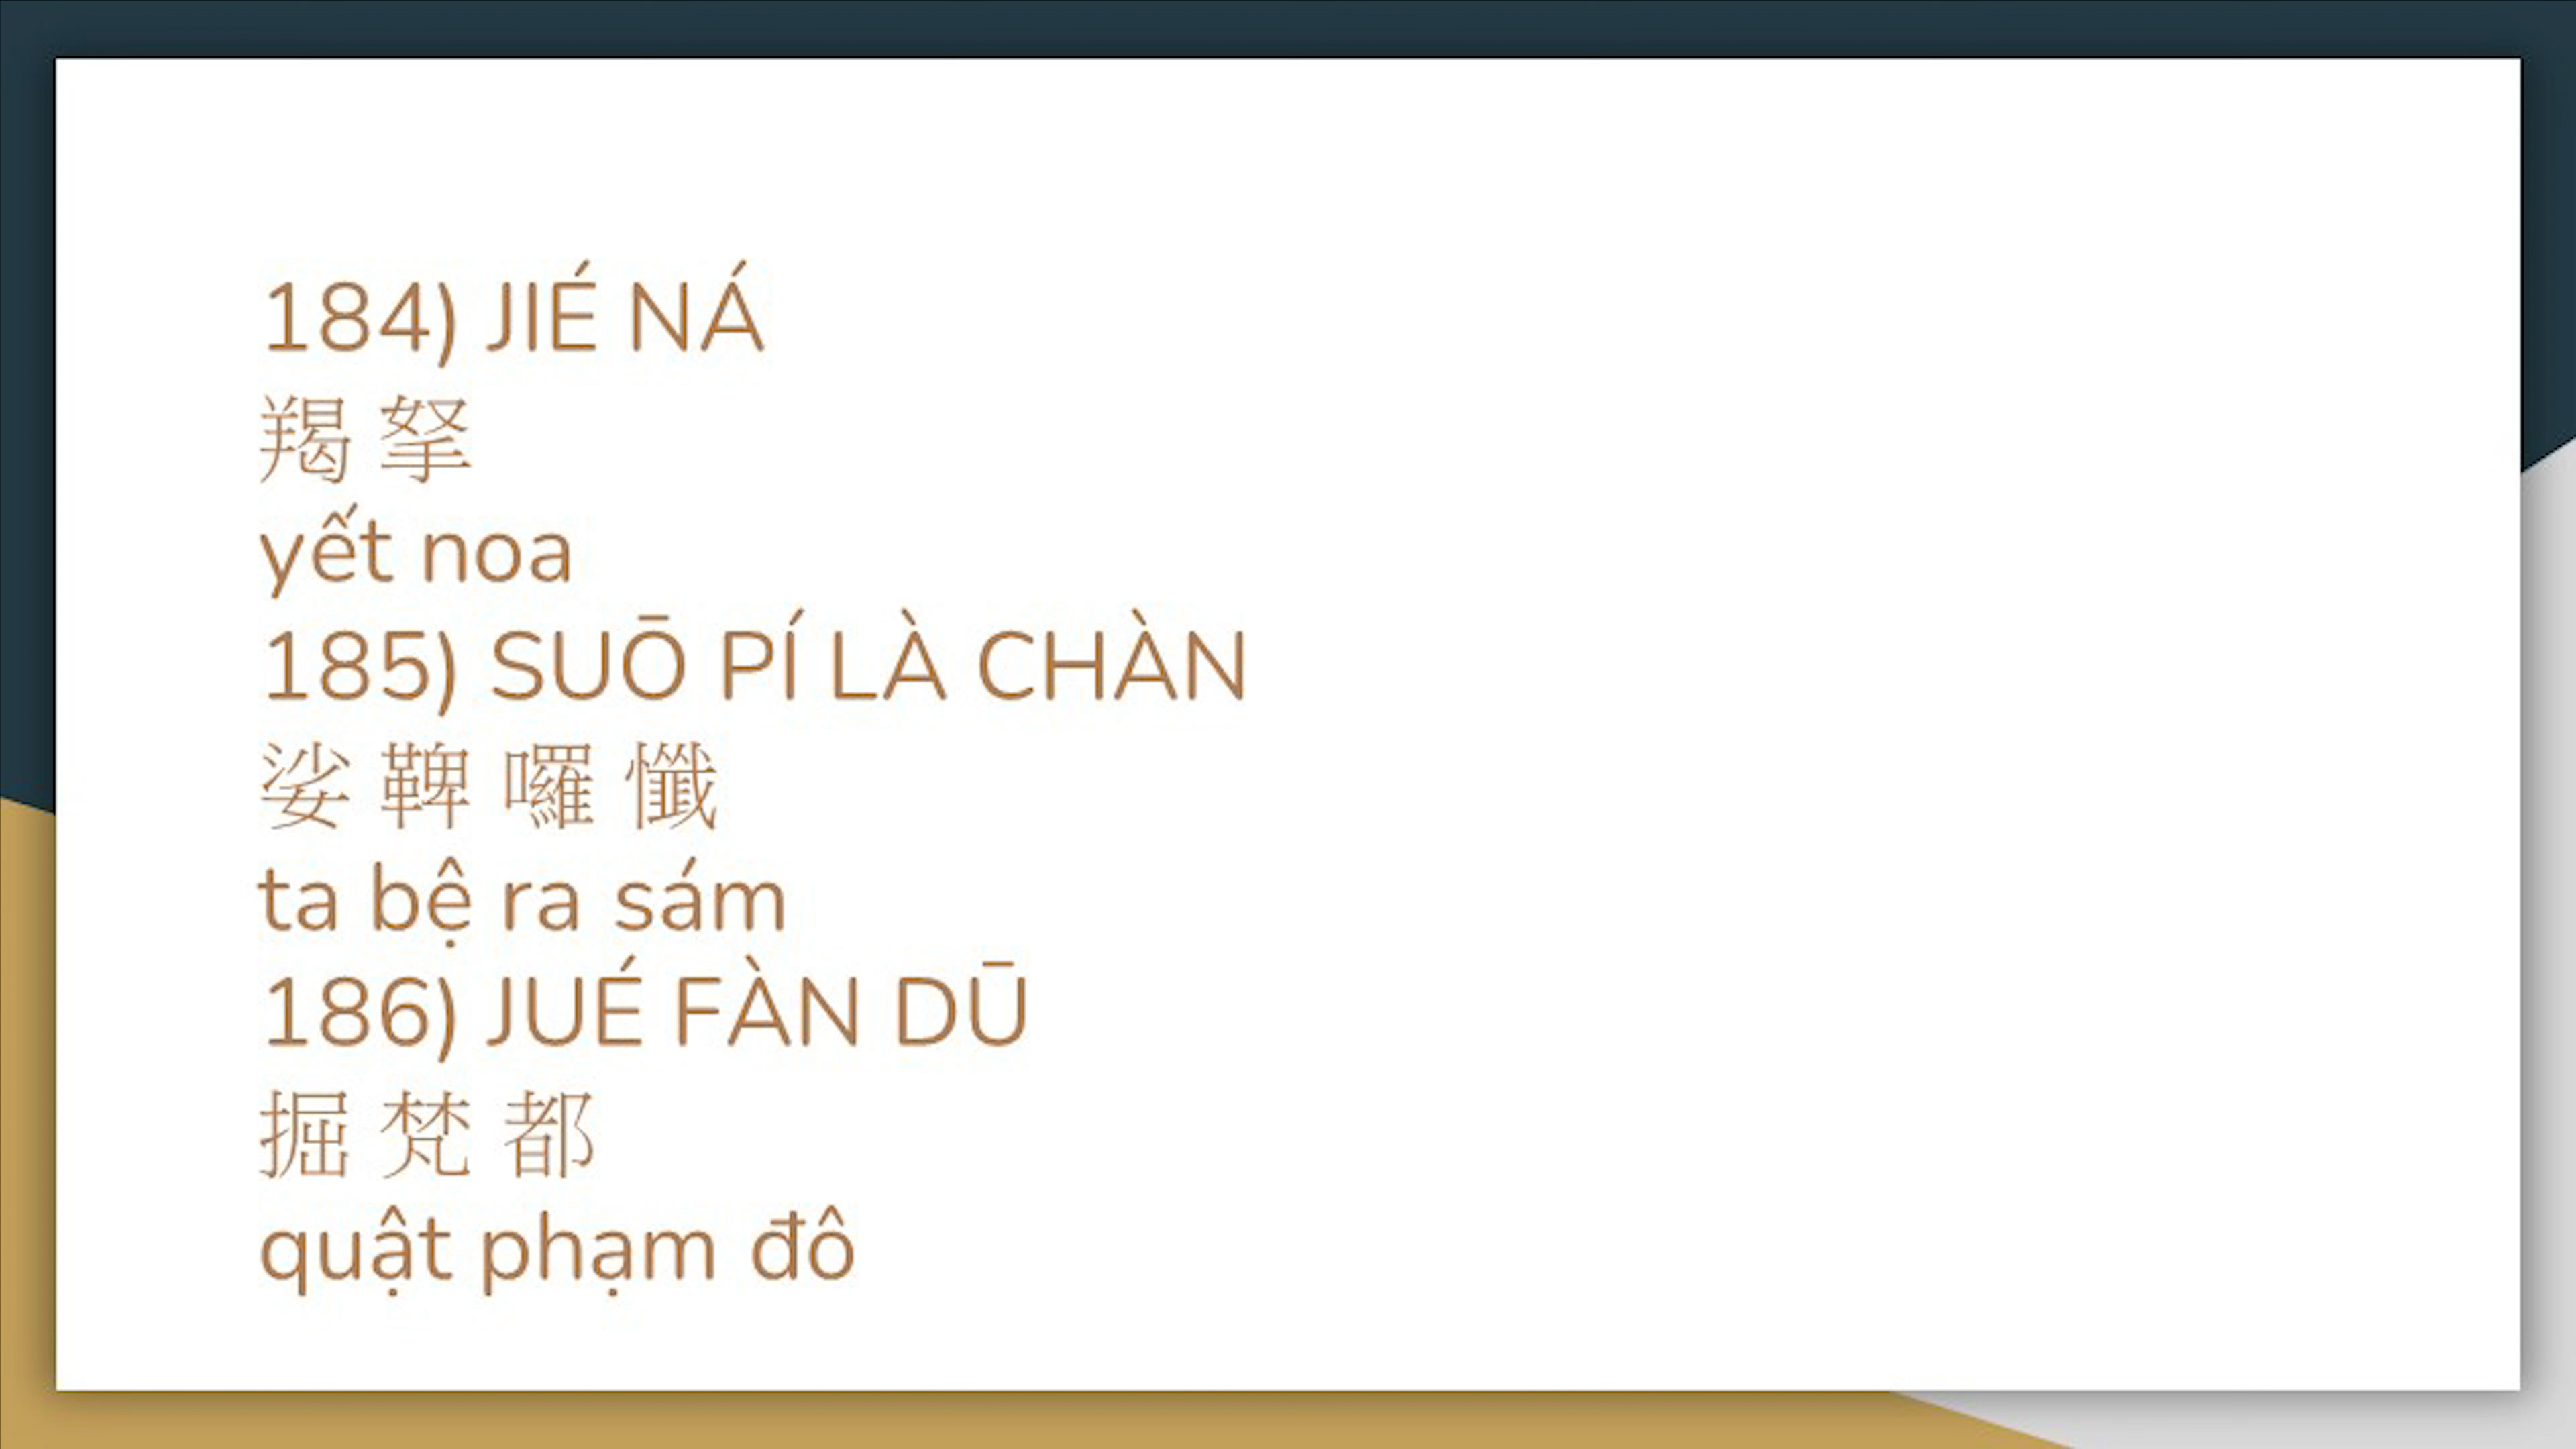 184) JIÉ NÁ
羯 拏
yết noa
185) SUŌ PÍ LÀ CHÀN
娑 鞞 囉 懺
ta bệ ra sám
186) JUÉ FÀN DŪ
掘 梵 都
quật phạm đô